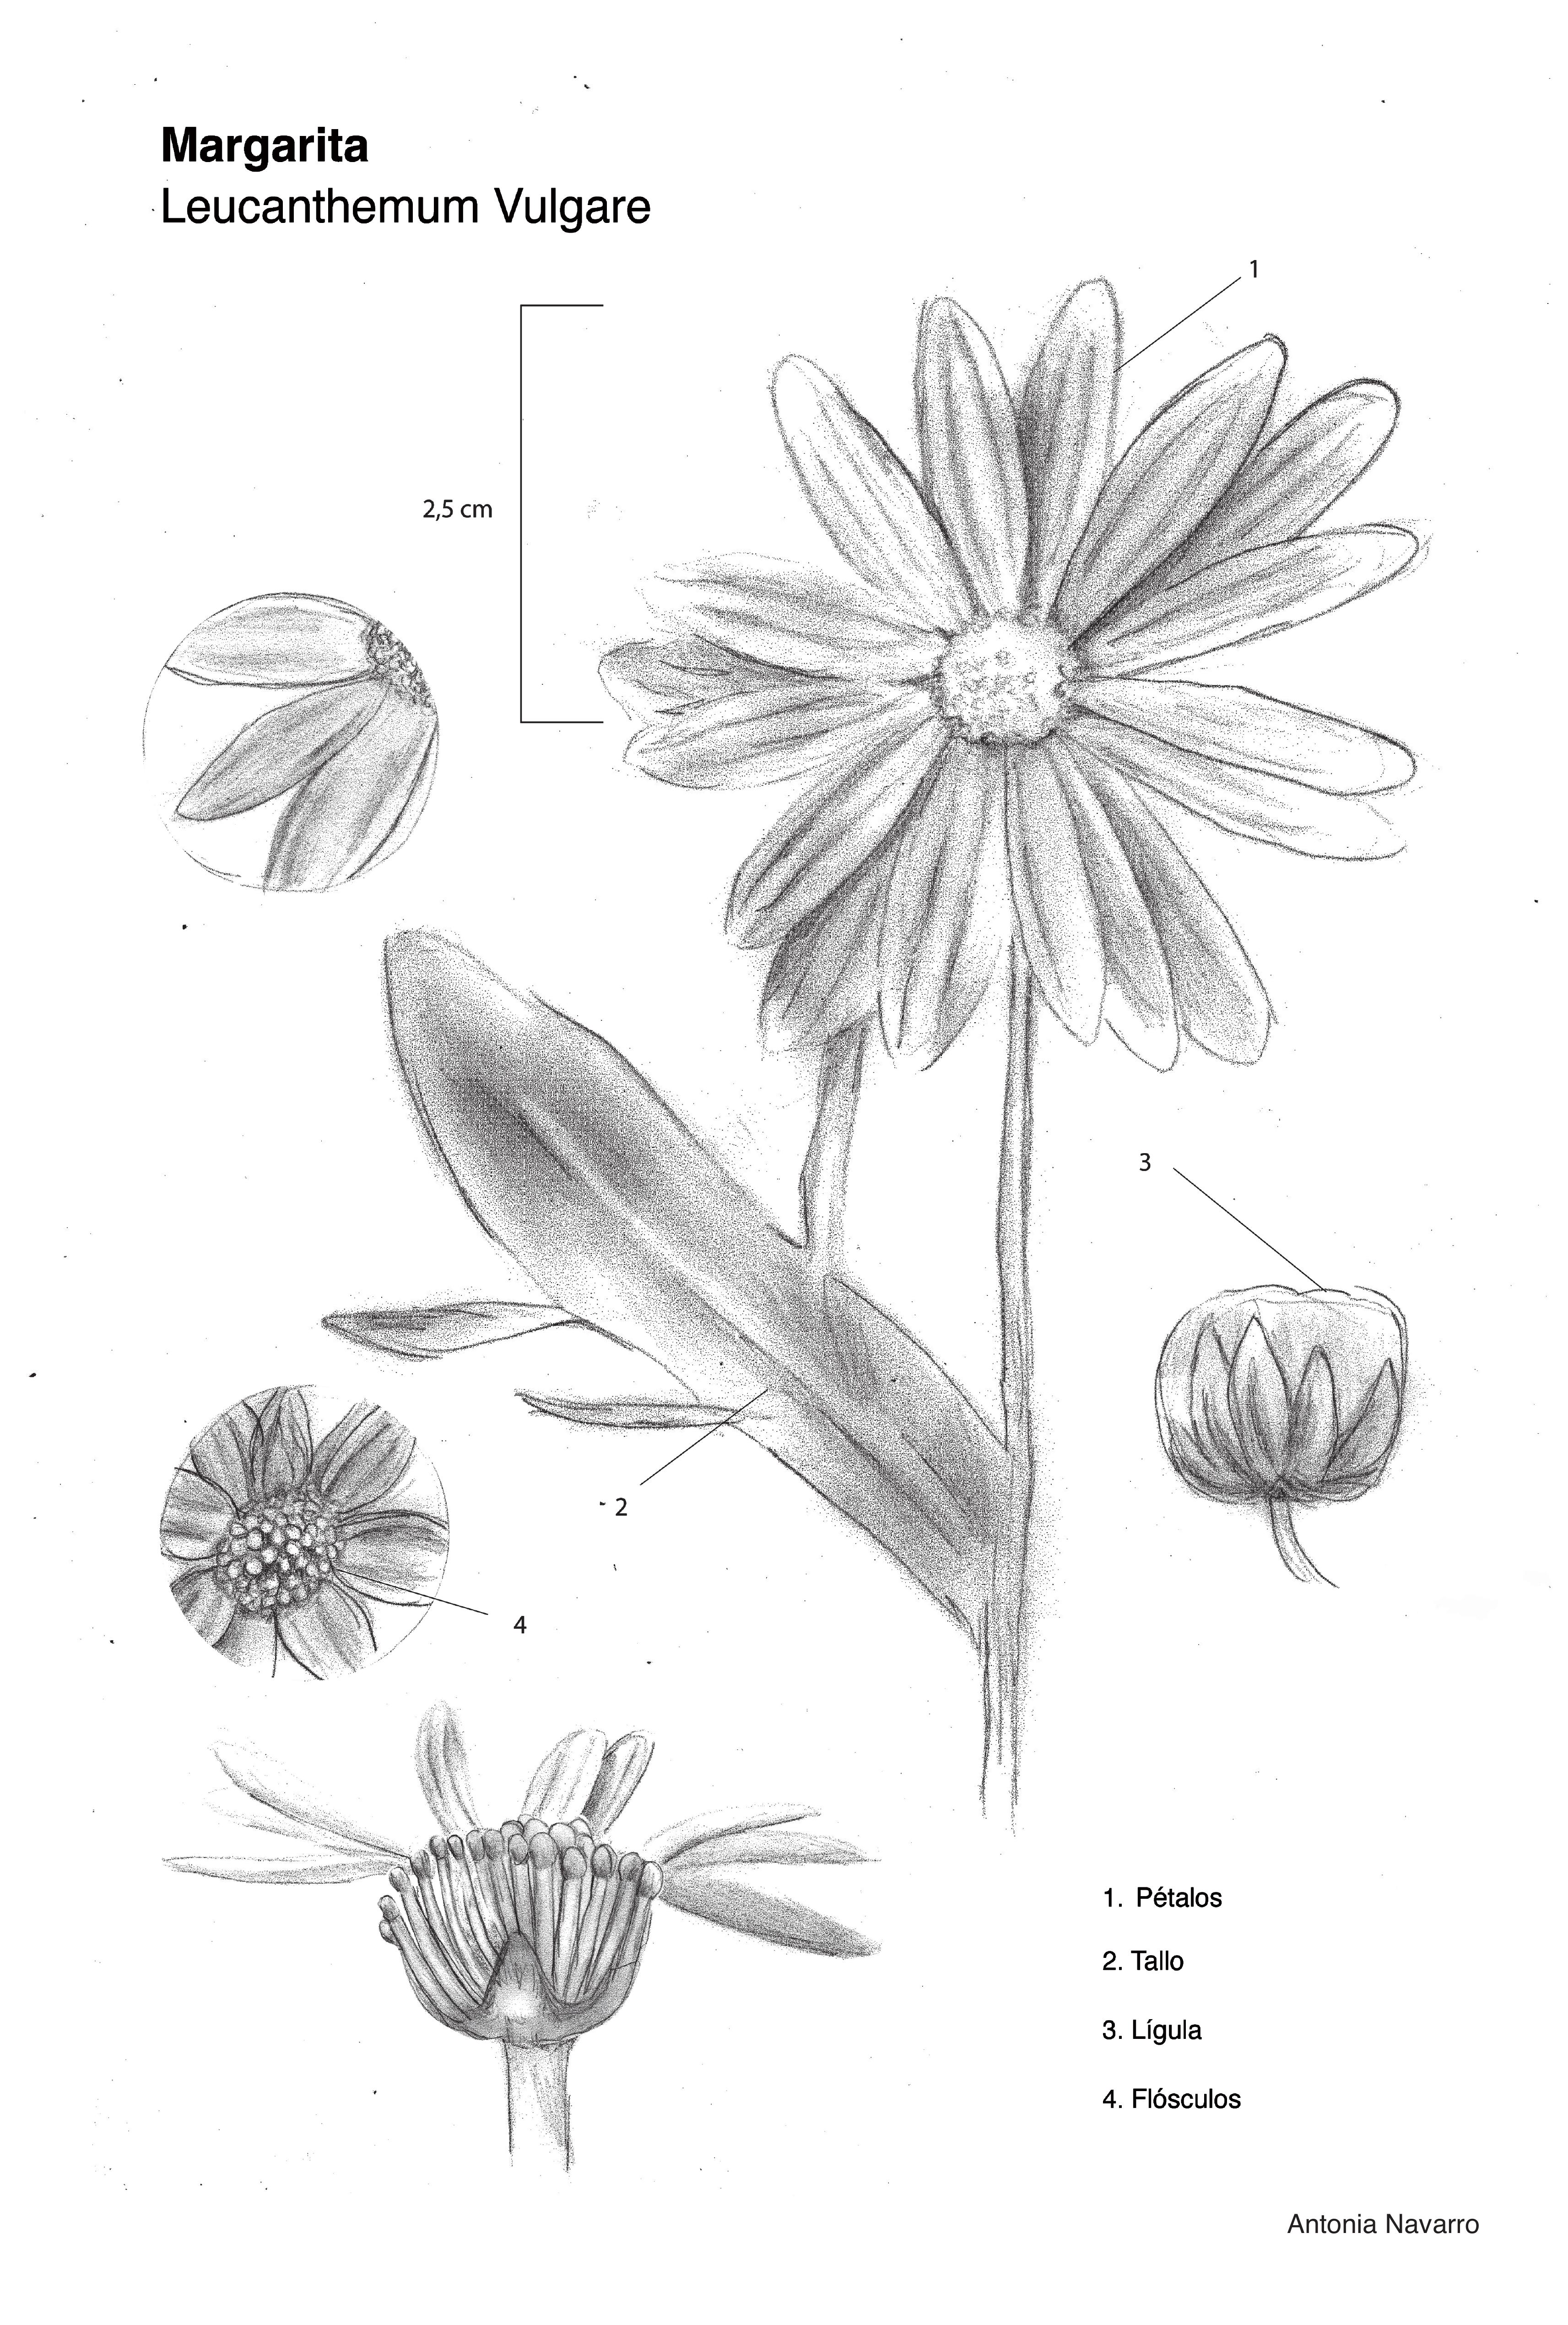 Margarita
Leucanthemum Vulgare
1
2,5 cm
3
2
4
1. Pétalos
2. Tallo
3. Lígula
4. Flósculos
Antonia Navarro